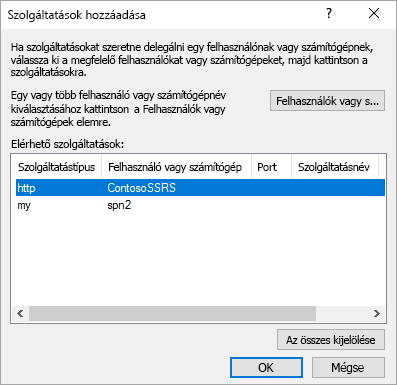 Szolgáltatások hozzáadása
Ha szolgáltatásokat szeretne delegálni egy felhasználónak vagy számítógépnek,
válassza ki a megfelelő felhasználókat vagy számítógépeket, majd kattintson a
szolgáltatásokra.
Egy vagy több felhasználó vagy számítógépnév
kiválasztásához kattintson a Felhasználók vagy
számítógépek elemre.
Felhasználók vagy s...
Elérhető szolgáltatások:
Szolgáltatástípus Felhasználó vagy számítógép Port Szolgáltatásnév
http ContosoSSRS
my spn2
Az összes kijelölése
OK Mégse